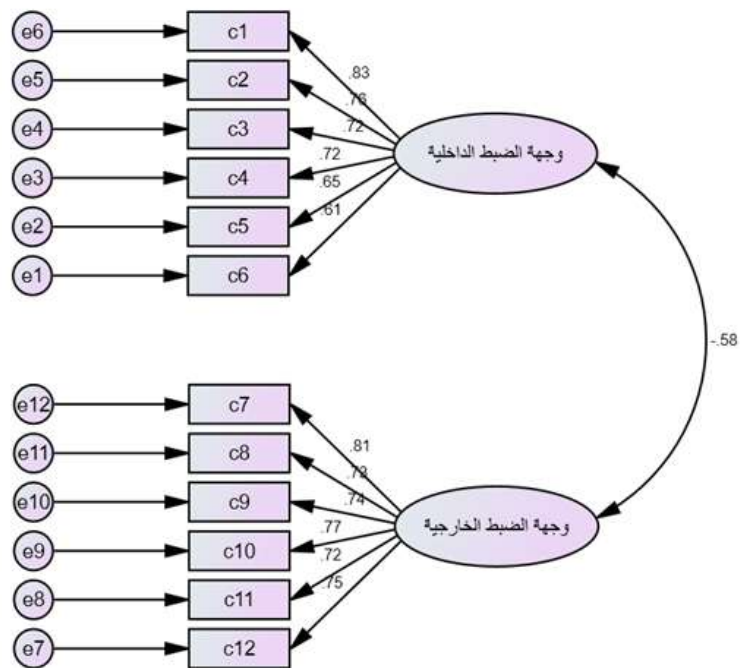 e6 c1
.83
e5 c2
.76
e4 c3
.72
وجهة الضبط الداخلية
e3 c4
.72
.65
e2 c5
.61
e1 c6
-.58
e12 c7
.81
e11 c8
.73
e10 c9
.74
وجهة الضبط الخارجية
e9 c10
.77
.72
e8 c11
.75
e7 c12